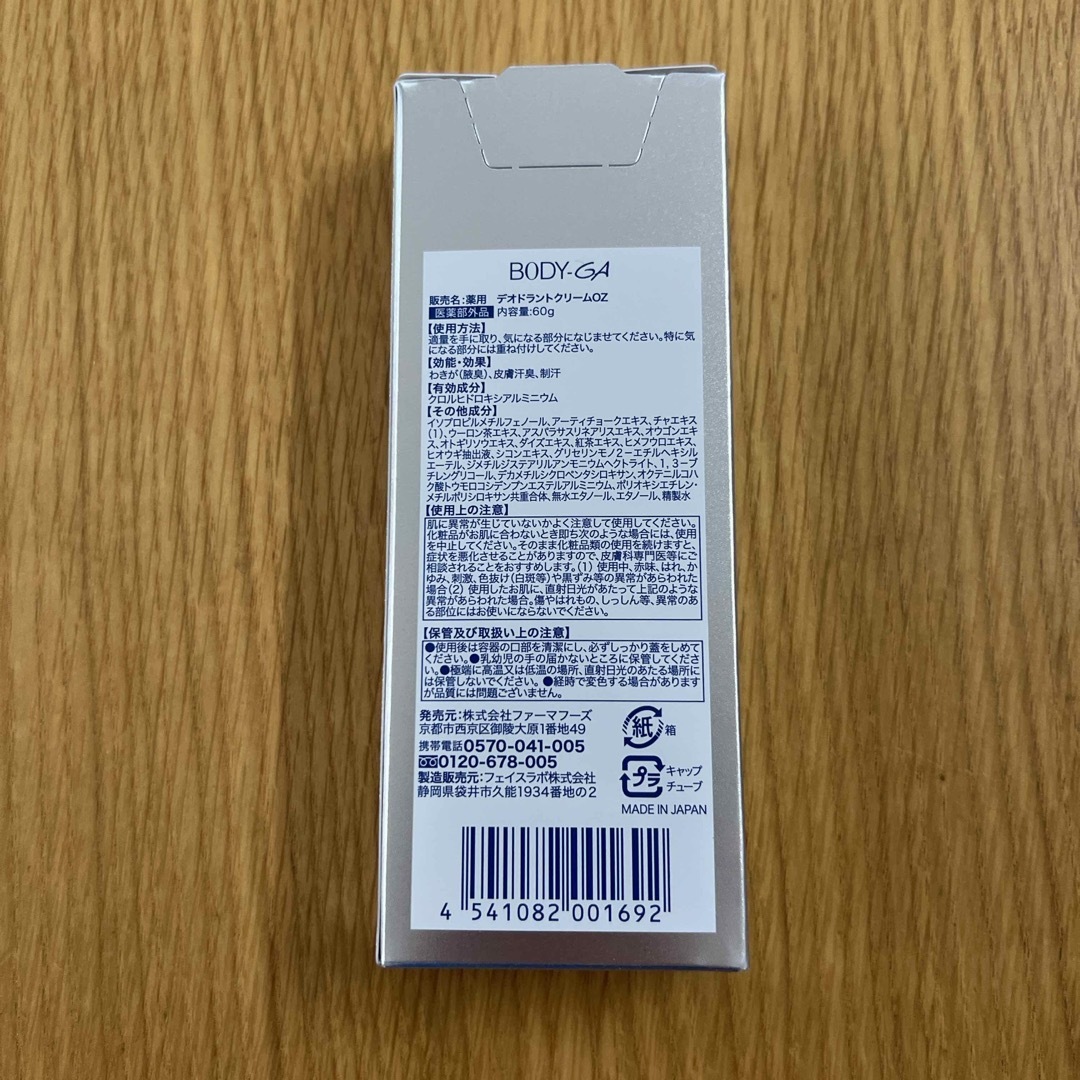 BODY-GA
販売名:薬用 デオドラントクリームOZ
医薬部外品 内容量:60g
【使用方法】
適量を手に取り、気になる部分になじませてください。特に気
になる部分には重ね付けしてください。
【効能・効果】
わきが(腋臭)、皮膚汗臭、制汗
【有効成分】
クロルヒドロキシアルミニウム
【その他成分】
イソプロピルメチルフェノール、アーティチョークエキス、チャエキス
(1)、ウーロン茶エキス、アスパラサスリネアリスエキス、オウゴンエキ
ス、オトギリソウエキス、ダイズエキス、紅茶エキス、ヒメフウロエキス、
ヒオウギ抽出液、シコンエキス、グリセリンモノ2-エチルヘキシル
エーテル、ジメチルジステアリルアンモニウムヘクトライト、1,3-ブ
チレングリコール、デカメチルシクロペンタシロキサン、オクテニルコハ
ク酸トウモロコシデンプンエステルアルミニウム、ポリオキシエチレン・
メチルポリシロキサン共重合体、無水エタノール、エタノール、精製水
【使用上の注意】
肌に異常が生じていないかよく注意して使用してください。
化粧品がお肌に合わないとき即ち次のような場合には、使用
を中止してください。そのまま化粧品類の使用を続けますと、
症状を悪化させることがありますので、皮膚科専門医等にご
相談されることをおすすめします。(1) 使用中、赤味、はれ、か
ゆみ、刺激、色抜け(白斑等)や黒ずみ等の異常があらわれた
場合(2) 使用したお肌に、直射日光があたって上記のような
異常があらわれた場合。傷やはれもの、しっしん等、異常のあ
る部位にはお使いにならないでください。
【保管及び取扱い上の注意】
●使用後は容器の口部を清潔にし、必ずしっかり蓋をしめて
ください。●乳幼児の手の届かないところに保管してくださ
い。●極端に高温又は低温の場所、直射日光のあたる場所に
は保管しないでください。●経時で変色する場合があります
が品質には問題ございません。
発売元:株式会社ファーマフーズ
京都市西京区御陵大原1番地49
携帯電話0570-041-005
0120-678-005
製造販売元:フェイスラボ株式会社
静岡県袋井市久能1934番地の2
紙 箱
プラ キャップ
チューブ
MADE IN JAPAN
4 541082 001692